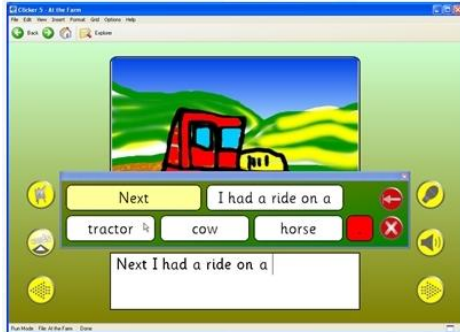 Clicker 5 - At the Farm
File Edit View Insert Format Grid Options Help
Back Explore
Next I had a ride on a
tractor cow horse
Next I had a ride on a
Run Mode File: At the Farm Done